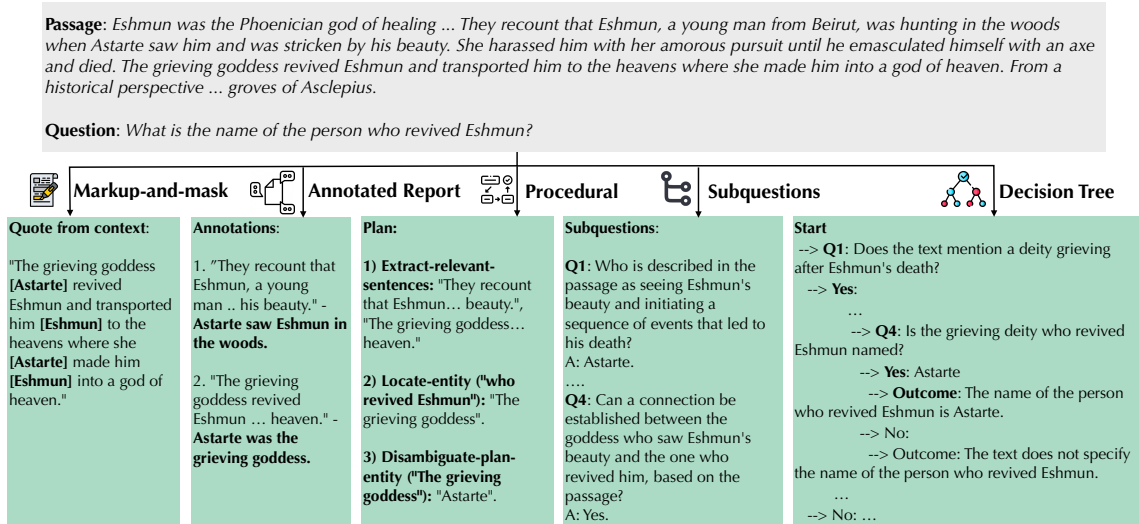 Passage: Eshmun was the Phoenician god of healing ... They recount that Eshmun, a young man from Beirut, was hunting in the woods
when Astarte saw him and was stricken by his beauty. She harassed him with her amorous pursuit until he emasculated himself with an axe
and died. The grieving goddess revived Eshmun and transported him to the heavens where she made him into a god of heaven. From a
historical perspective ... groves of Asclepius.
Question: What is the name of the person who revived Eshmun?
Markup-and-mask
Quote from context:
"The grieving goddess
[Astarte] revived
Eshmun and transported
him [Eshmun] to the
heavens where she
[Astarte] made him
[Eshmun] into a god of
heaven."
Annotated Report
Annotations:
1. "They recount that
Eshmun, a young
man .. his beauty." -
Astarte saw Eshmun in
the woods.
2. "The grieving
goddess revived
Eshmun ... heaven." -
Astarte was the
grieving goddess.
Procedural
Plan:
1) Extract-relevant-
sentences: "They recount
that Eshmun... beauty.",
"The grieving goddess...
heaven."
2) Locate-entity ("who
revived Eshmun"): "The
grieving goddess".
3) Disambiguate-plan-
entity ("The grieving
goddess"): "Astarte".
Subquestions
Subquestions:
Q1: Who is described in the
passage as seeing Eshmun's
beauty and initiating a
sequence of events that led to
his death?
A: Astarte.
....
Q4: Can a connection be
established between the
goddess who saw Eshmun's
beauty and the one who
revived him, based on the
passage?
A: Yes.
Decision Tree
Start
--> Q1: Does the text mention a deity grieving
after Eshmun's death?
--> Yes:
...
--> Q4: Is the grieving deity who revived
Eshmun named?
--> Yes: Astarte
--> Outcome: The name of the person
who revived Eshmun is Astarte.
--> No:
--> Outcome: The text does not specify
the name of the person who revived Eshmun.
...
--> No: ...